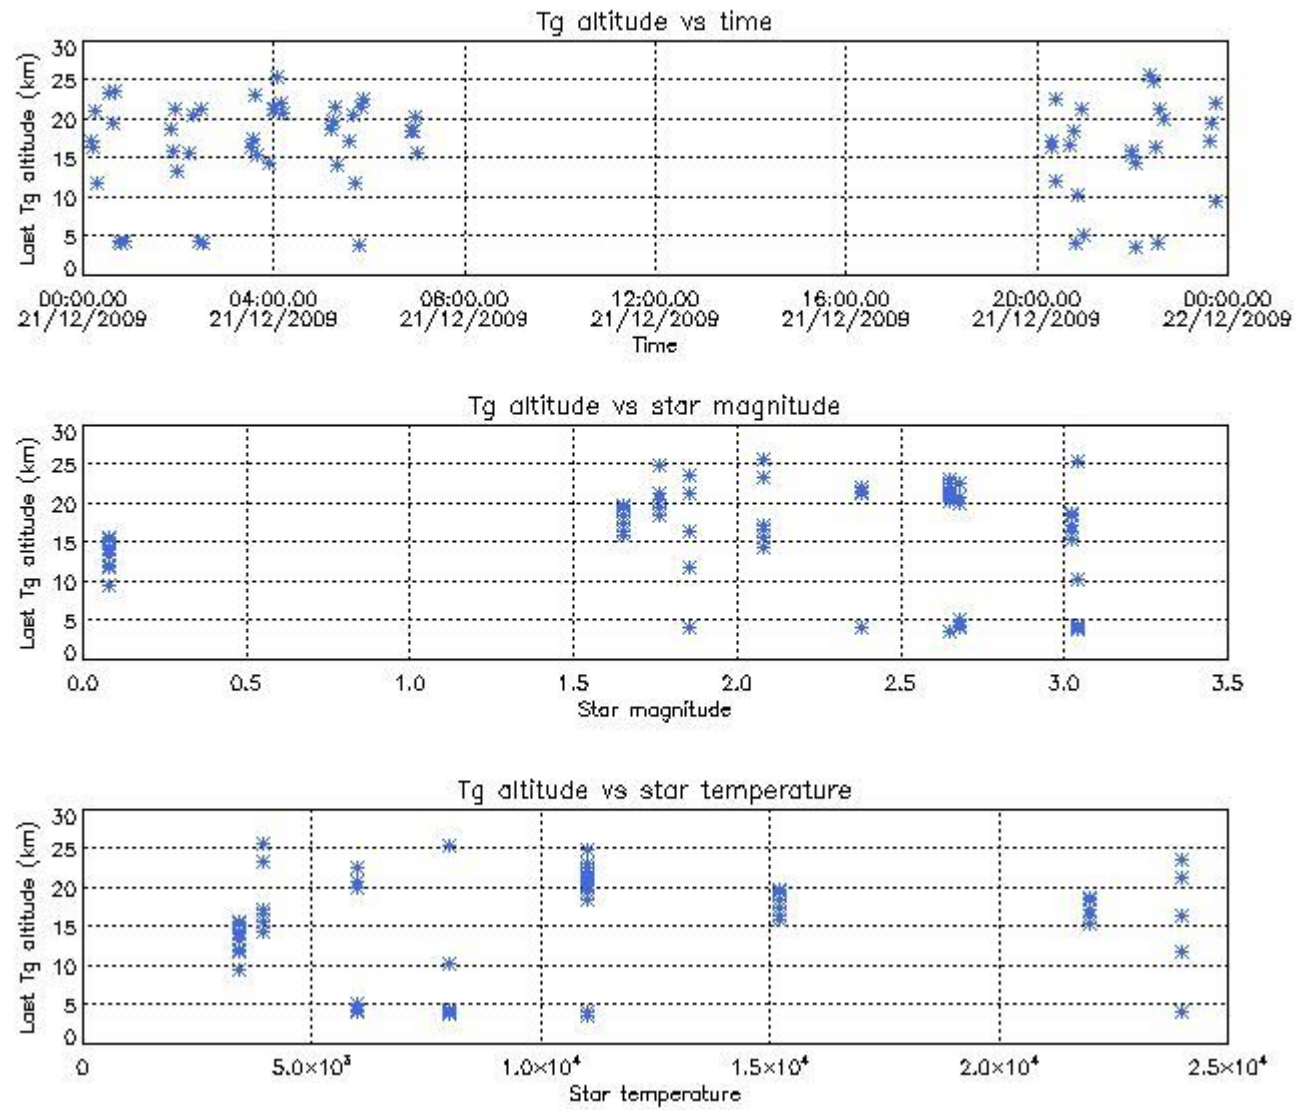 Tg altitude vs time
Last Tg altitude (km)
30
25
20
15
10
5
0
00:00.00 04:00.00 08:00.00 12:00.00 16:00.00 20:00.00 00:00.00
21/12/2009 21/12/2009 21/12/2009 21/12/2009 21/12/2009 21/12/2009 22/12/2009
Time
Tg altitude vs star magnitude
Last Tg altitude (km)
30
25
20
15
10
5
0
0.0 0.5 1.0 1.5 2.0 2.5 3.0 3.5
Star magnitude
Tg altitude vs star temperature
Last Tg altitude (km)
30
25
20
15
10
5
0
0 5.0×10³ 1.0×10⁴ 1.5×10⁴ 2.0×10⁴ 2.5×10⁴
Star temperature